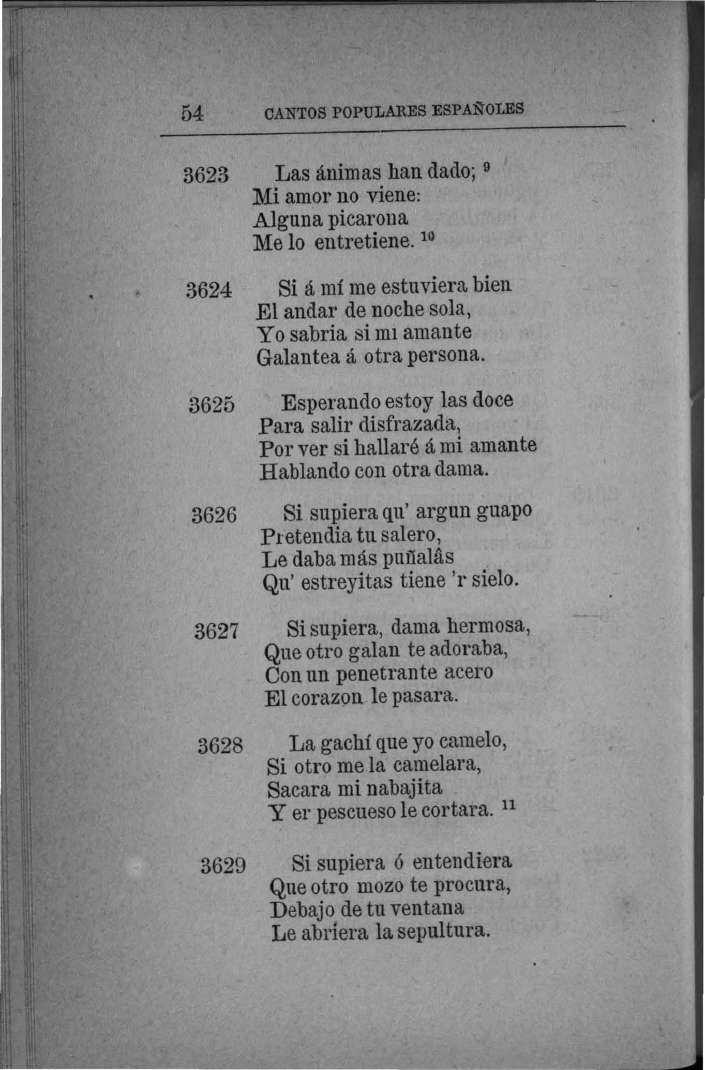 54 CANTOS POPULARES ESPAÑOLES
3623 Las ánimas han dado; ⁹
Mi amor no viene:
Alguna picarona
Me lo entretiene. ¹⁰
3624 Si á mí me estuviera bien
El andar de noche sola,
Yo sabria si mi amante
Galantea á otra persona.
3625 Esperando estoy las doce
Para salir disfrazada,
Por ver si hallaré á mi amante
Hablando con otra dama.
3626 Si supiera qu' argun guapo
Pretendia tu salero,
Le daba más puñalâs
Qu' estreyitas tiene 'r sielo.
3627 Si supiera, dama hermosa,
Que otro galan te adoraba,
Con un penetrante acero
El corazon le pasara.
3628 La gachí que yo camelo,
Si otro me la camelara,
Sacara mi nabajita
Y er pescueso le cortara. ¹¹
3629 Si supiera ó entendiera
Que otro mozo te procura,
Debajo de tu ventana
Le abriera la sepultura.